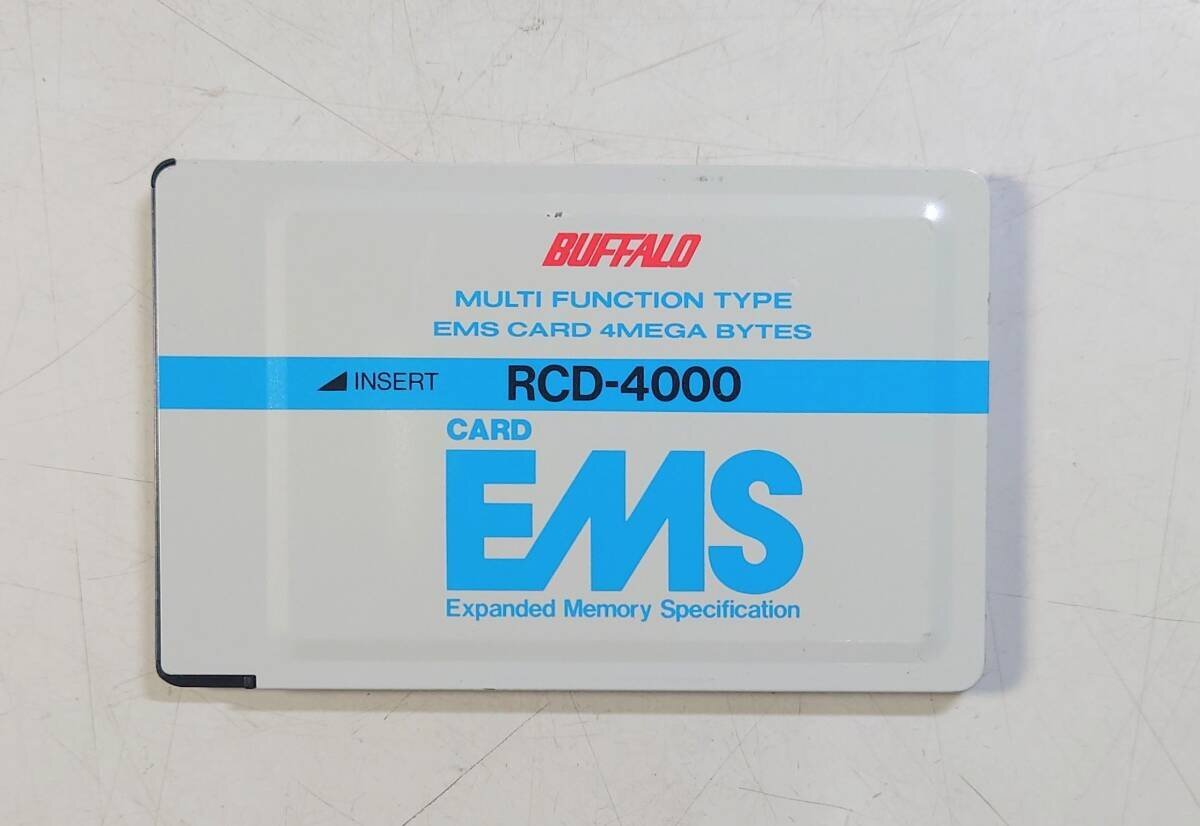 BUFFALO
MULTI FUNCTION TYPE
EMS CARD 4MEGA BYTES
INSERT RCD-4000
CARD
EMS
Expanded Memory Specification